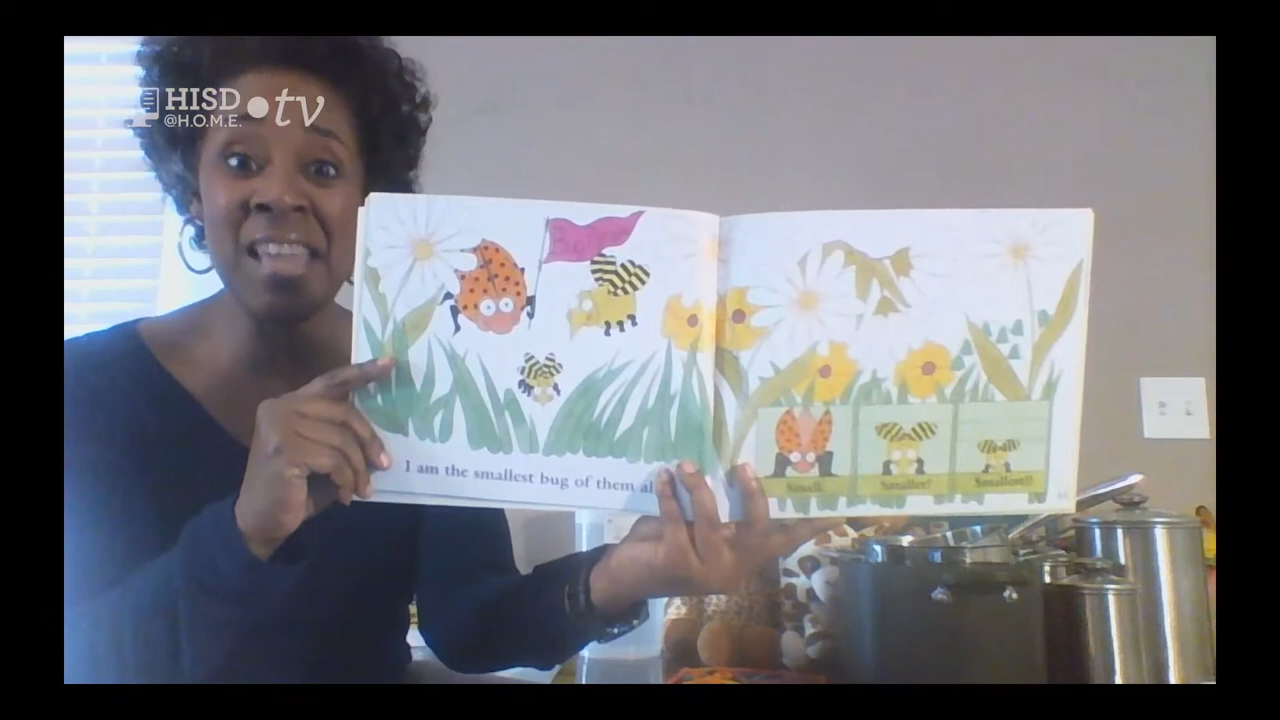 HISD
@H.O.M.E.
tv
I am the smallest bug of them al
Small.
Smaller!
Smallest!!